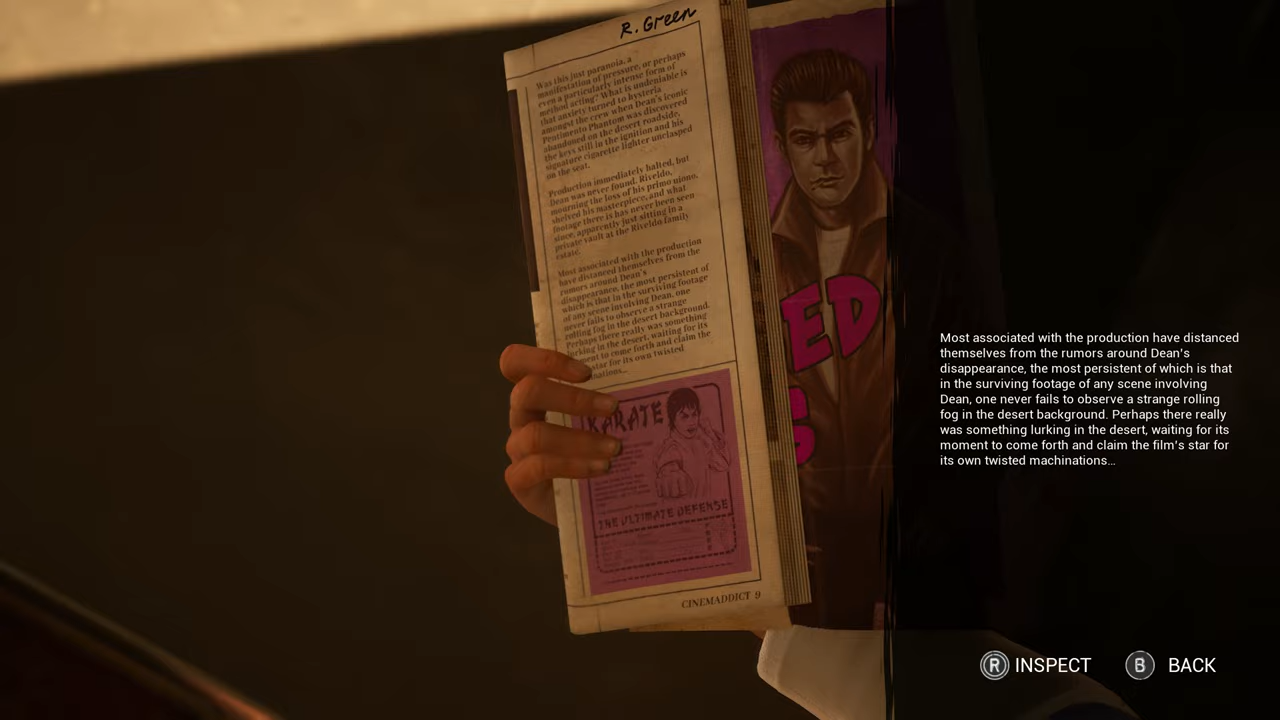 R. Green
Was this just paranoia, a
manifestation of pressure, or perhaps
even a particularly intense form of
method acting? What is undeniable is
that anxiety turned to hysteria
amongst the crew when Dean's iconic
Pentimento Phantom was discovered
abandoned on the desert roadside,
the keys still in the ignition and his
signature cigarette lighter unclasped
on the seat.
Production immediately halted, but
Dean was never found. Riveldo,
mourning the loss of his primo uomo,
shelved his masterpiece, and what
footage there is has never been seen
since, apparently just sitting in a
private vault at the Riveldo family
estate.
Most associated with the production
have distanced themselves from the
rumors around Dean's
disappearance, the most persistent of
which is that in the surviving footage
of any scene involving Dean, one
never fails to observe a strange
rolling fog in the desert background.
Perhaps there really was something
lurking in the desert, waiting for its
moment to come forth and claim the
star for its own twisted
KARATE
THE ULTIMATE DEFENSE
CINEMADDICT 9
ED
S
Most associated with the production have distanced
themselves from the rumors around Dean's
disappearance, the most persistent of which is that
in the surviving footage of any scene involving
Dean, one never fails to observe a strange rolling
fog in the desert background. Perhaps there really
was something lurking in the desert, waiting for its
moment to come forth and claim the film's star for
its own twisted machinations...
R INSPECT
B BACK